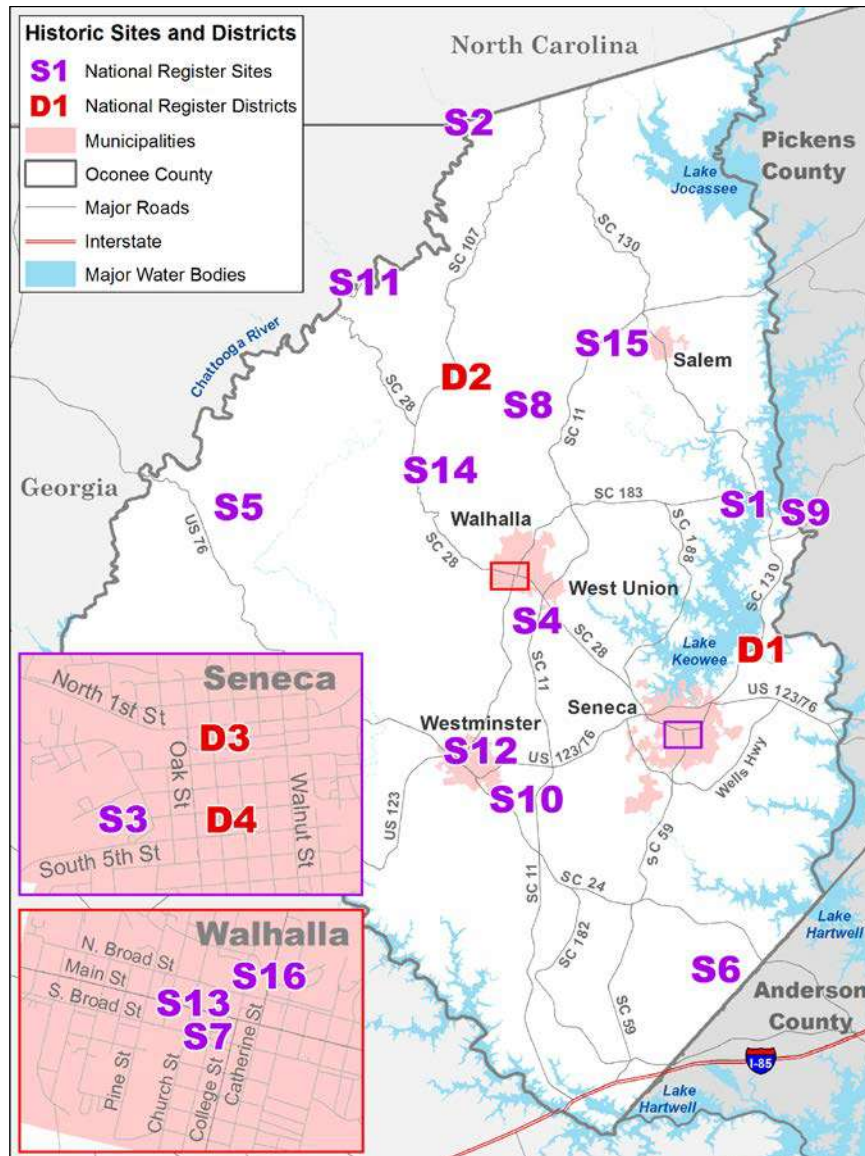 Historic Sites and Districts
S1 National Register Sites
D1 National Register Districts
Municipalities
Oconee County
Major Roads
Interstate
Major Water Bodies
North Carolina
S2
Pickens
County
Lake
Jocassee
SC 107
SC 130
S11
Chattooga River
S15
Salem
D2
S8
SC 28
SC 11
S14
Georgia
S5
US 76
SC 183
S1
S9
Walhalla
SC 188
SC 28
SC 130
West Union
S4
SC 28
Lake
Keowee
D1
SC 11
Seneca
US 123/76
Westminster
S12
US 123/76
Wells Hwy
S10
US 123
SC 59
SC 11
SC 24
SC 182
Lake
Hartwell
S6
Anderson
County
SC 59
I-85
Lake
Hartwell
Seneca
North 1st St
D3
Oak St
Walnut St
S3
D4
South 5th St
Walhalla
N. Broad St
S16
Main St
S13
S. Broad St
S7
Pine St
Church St
College St
Catherine St